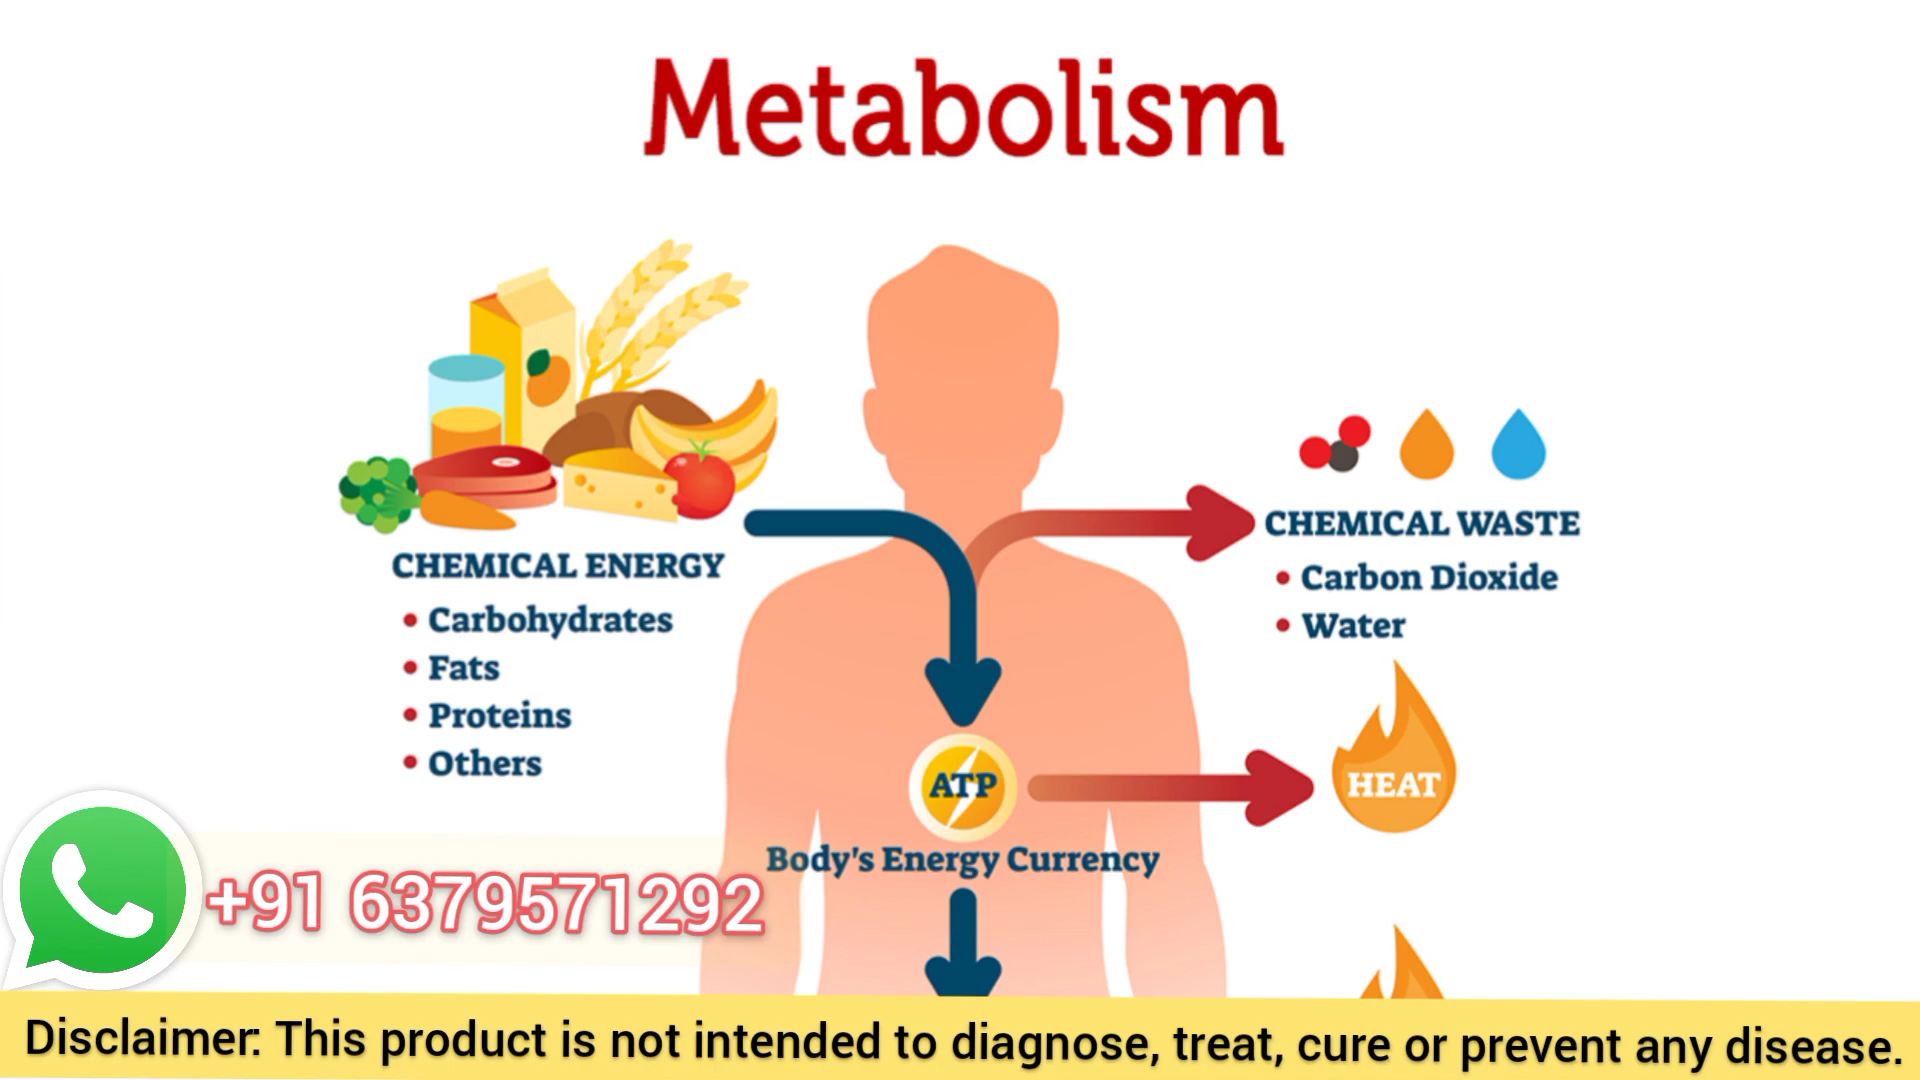 Metabolism
CHEMICAL ENERGY
• Carbohydrates
• Fats
• Proteins
• Others
CHEMICAL WASTE
• Carbon Dioxide
• Water
ATP
HEAT
Body's Energy Currency
+91 6379571292
Disclaimer: This product is not intended to diagnose, treat, cure or prevent any disease.